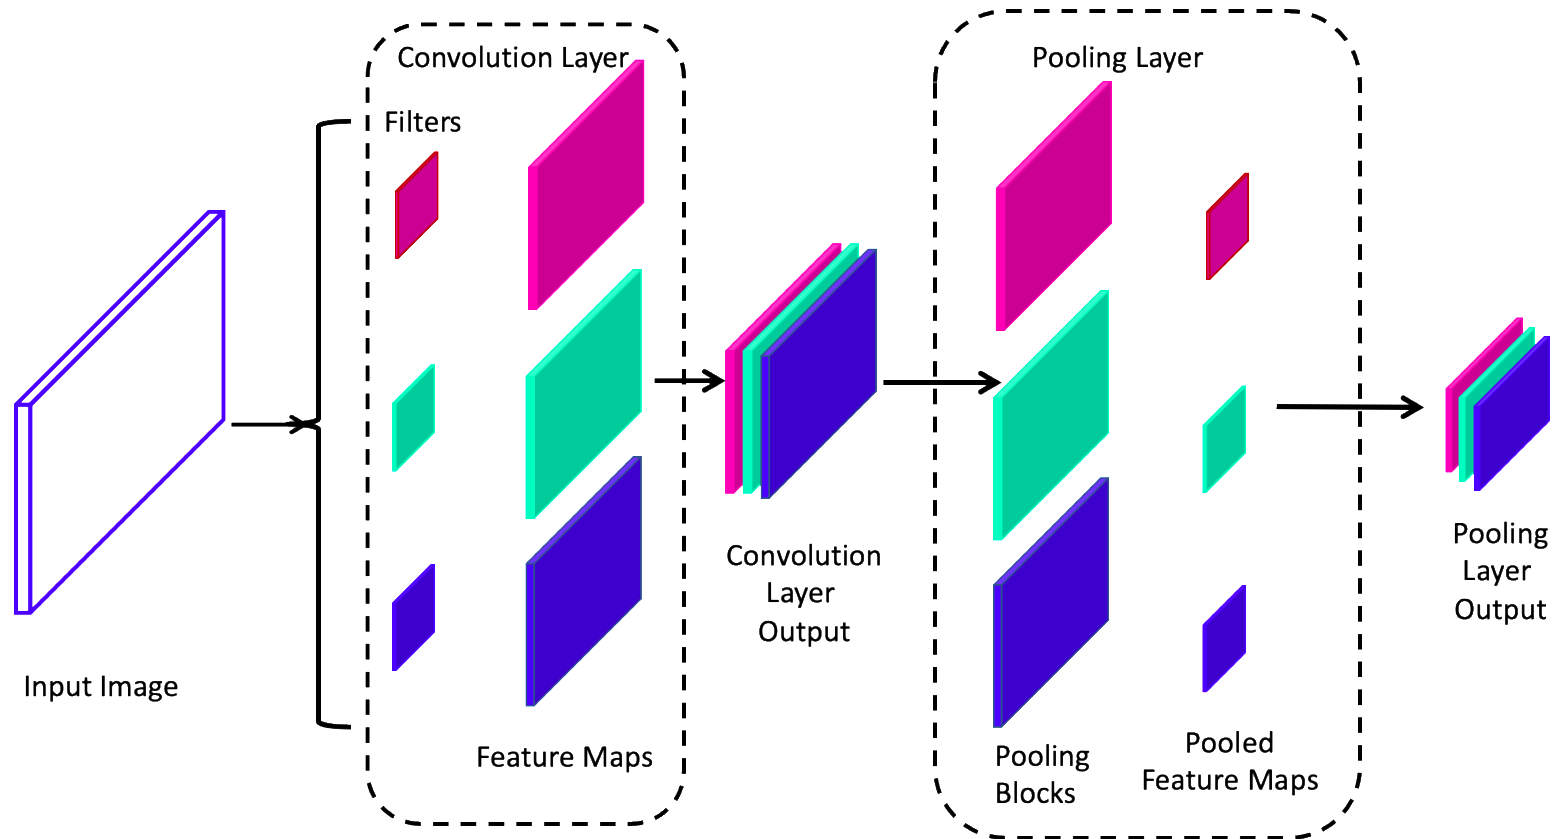 Convolution Layer
Filters
Input Image
Feature Maps
Convolution
Layer
Output
Pooling Layer
Pooling
Blocks
Pooled
Feature Maps
Pooling
Layer
Output